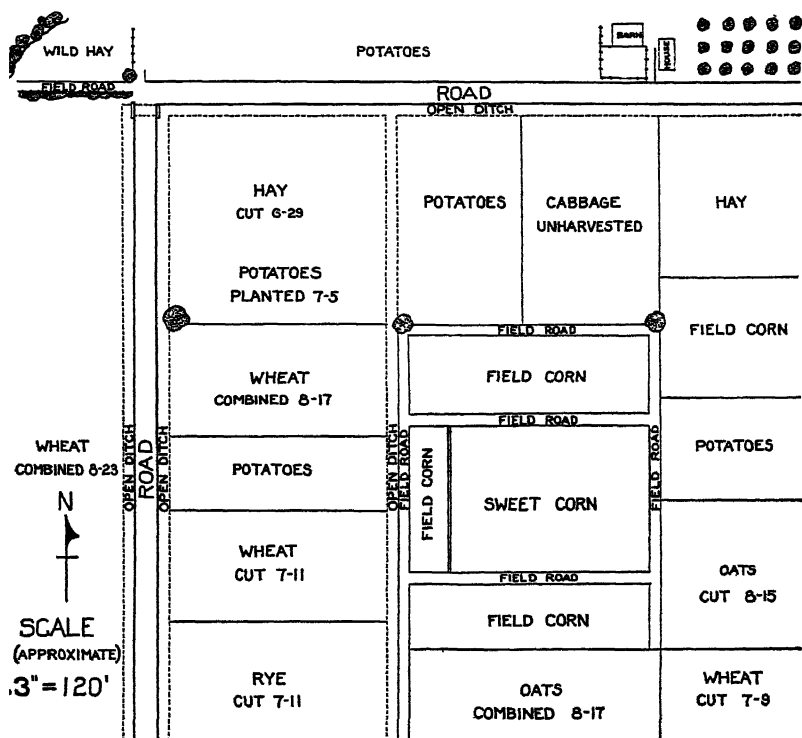 WILD HAY
POTATOES
BARN
HOUSE
FIELD ROAD
ROAD
OPEN DITCH
HAY
CUT 6-29
POTATOES
PLANTED 7-5
POTATOES
CABBAGE
UNHARVESTED
HAY
FIELD ROAD
FIELD CORN
WHEAT
COMBINED 8-17
FIELD CORN
FIELD ROAD
WHEAT
COMBINED 8-23
OPEN DITCH
ROAD
OPEN DITCH
POTATOES
OPEN DITCH
FIELD ROAD
FIELD CORN
SWEET CORN
FIELD ROAD
POTATOES
N
WHEAT
CUT 7-11
FIELD ROAD
OATS
CUT 8-15
SCALE
(APPROXIMATE)
.3"=120'
FIELD CORN
RYE
CUT 7-11
OATS
COMBINED 8-17
WHEAT
CUT 7-9